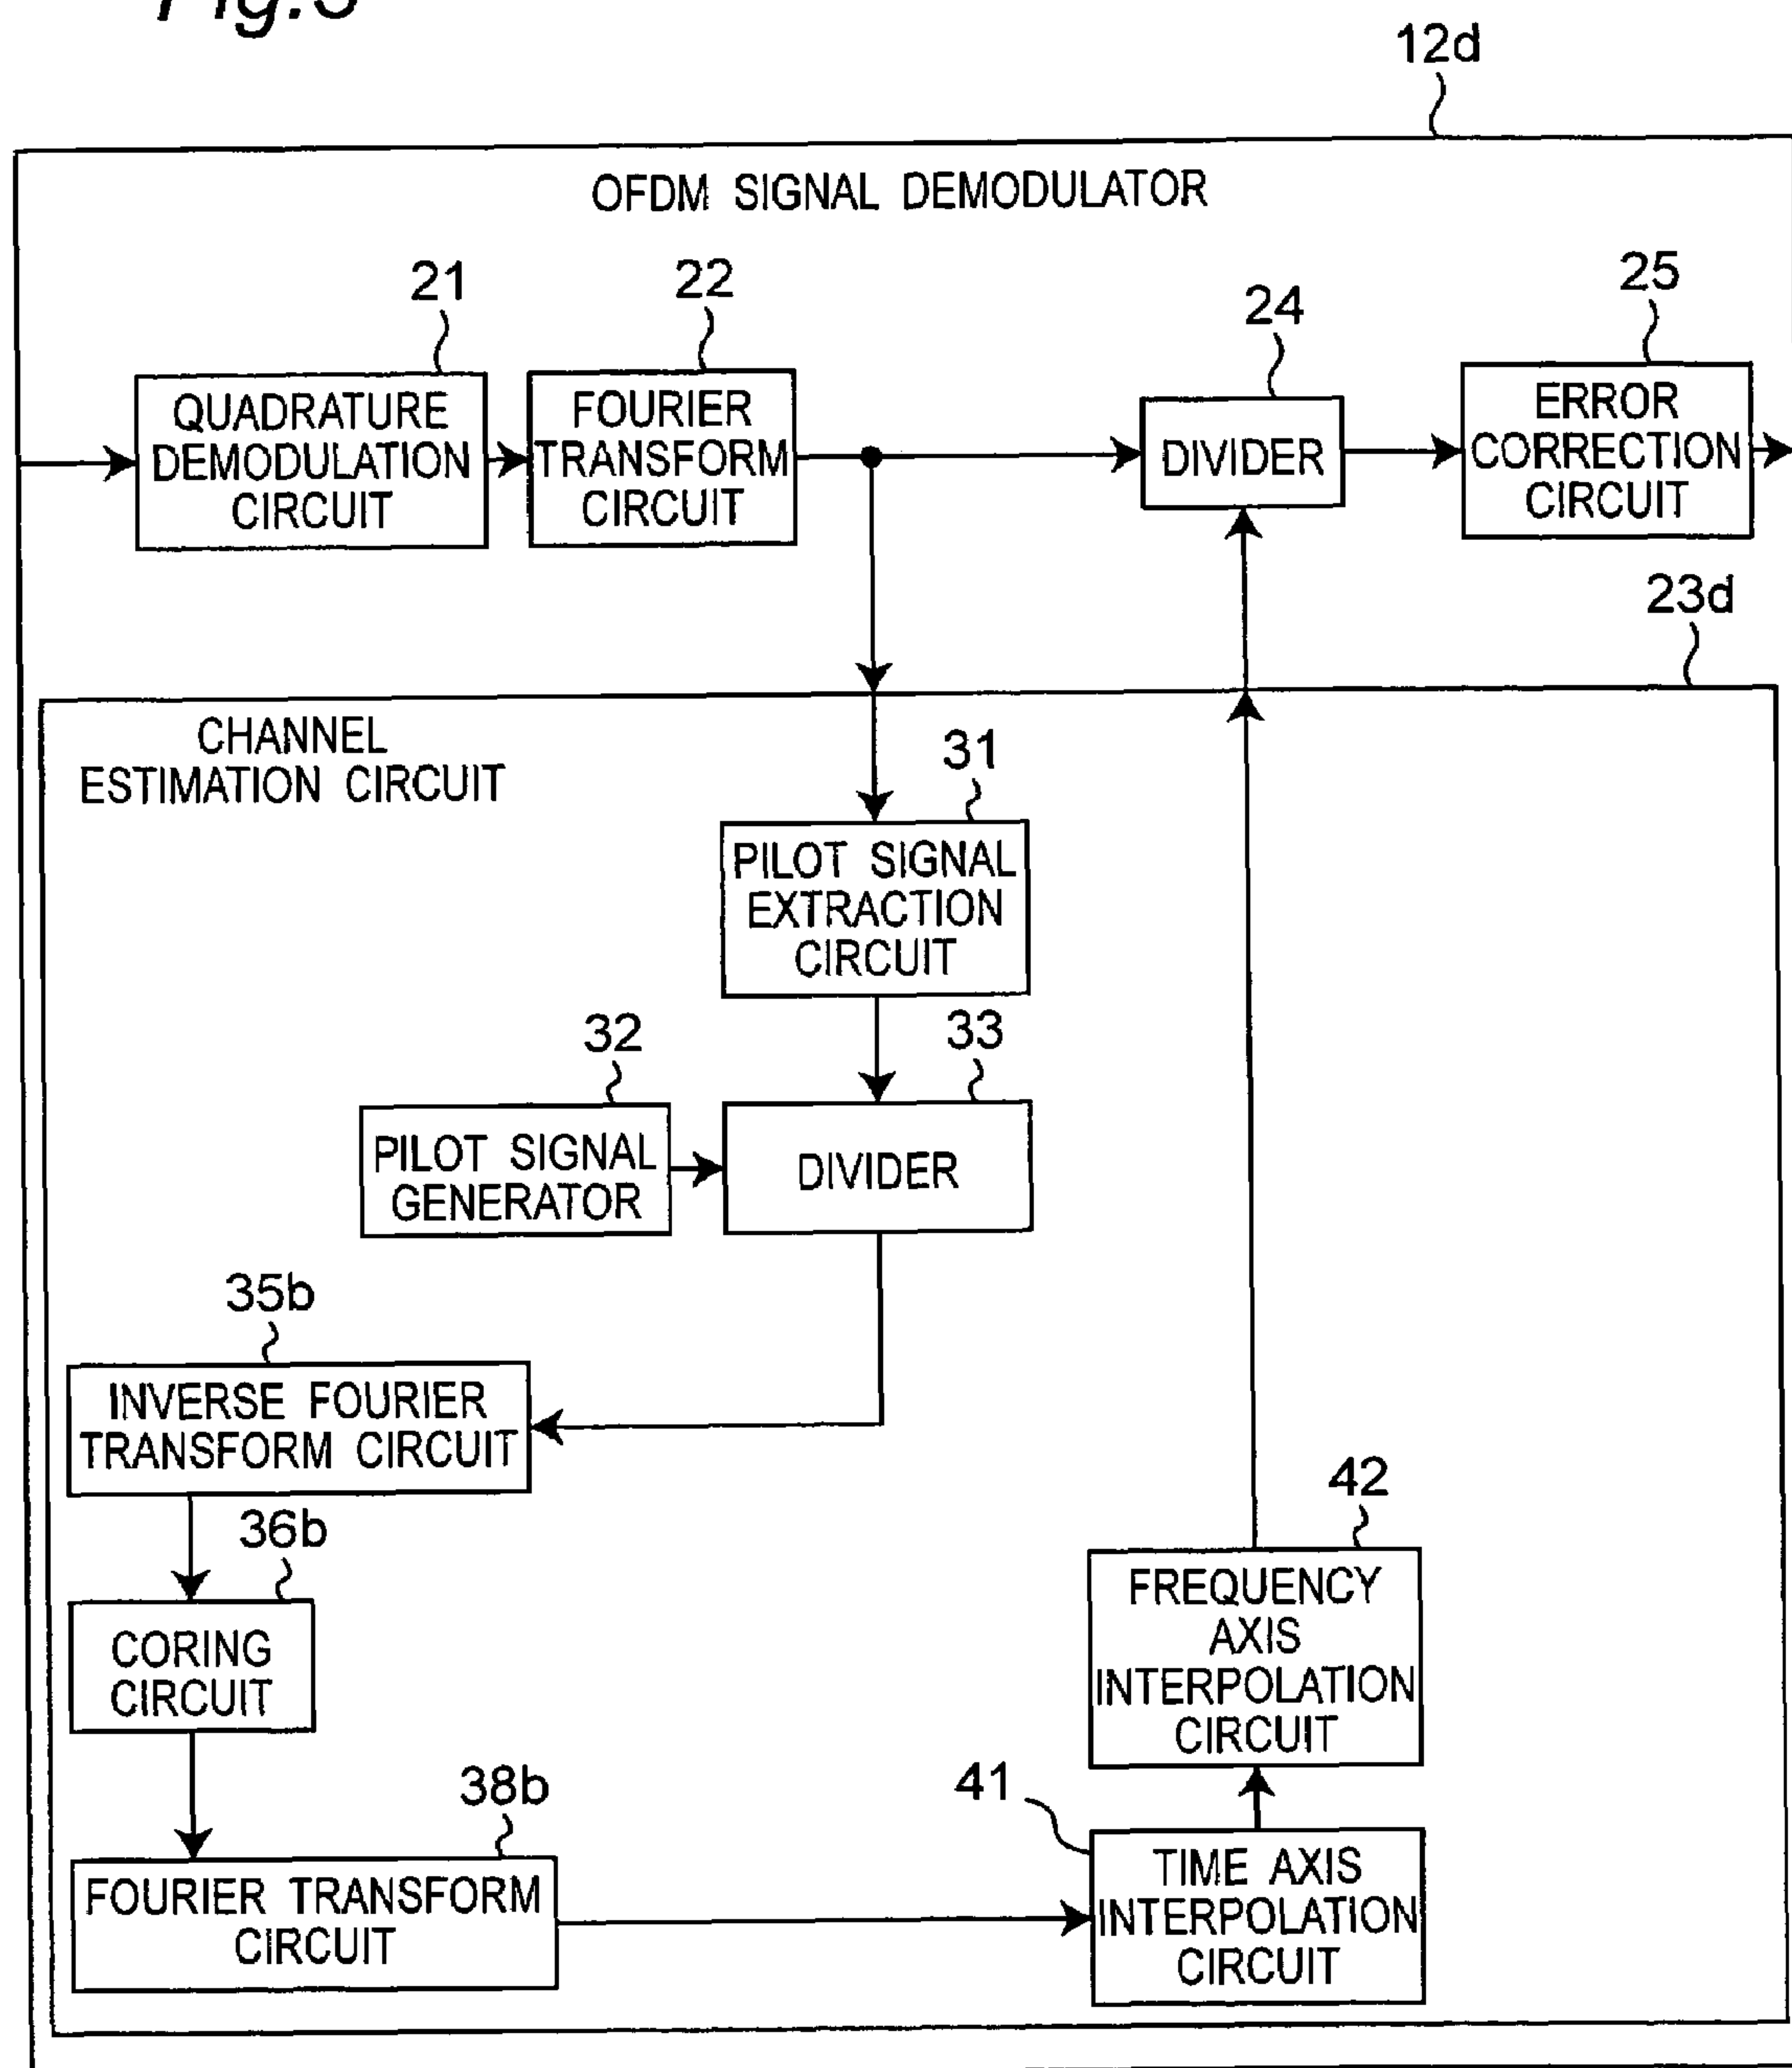 12d
OFDM SIGNAL DEMODULATOR
21
22
24
25
QUADRATURE
DEMODULATION
CIRCUIT
FOURIER
TRANSFORM
CIRCUIT
DIVIDER
ERROR
CORRECTION
CIRCUIT
23d
CHANNEL
ESTIMATION CIRCUIT
31
PILOT SIGNAL
EXTRACTION
CIRCUIT
32
33
PILOT SIGNAL
GENERATOR
DIVIDER
35b
INVERSE FOURIER
TRANSFORM CIRCUIT
36b
CORING
CIRCUIT
42
FREQUENCY
AXIS
INTERPOLATION
CIRCUIT
38b
FOURIER TRANSFORM
CIRCUIT
41
TIME AXIS
INTERPOLATION
CIRCUIT